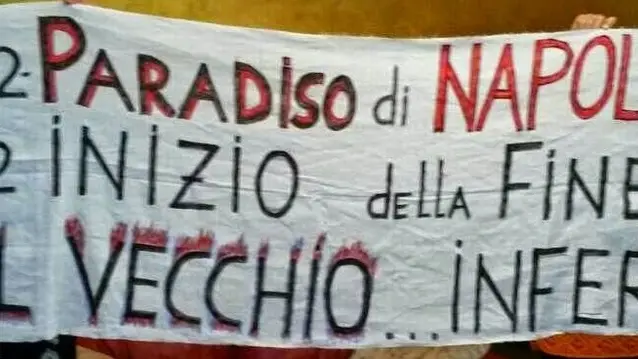 2-PARADISO di NAPOL
2 iNiZiO dELLA FiNE
L VECCHIO...iNFER